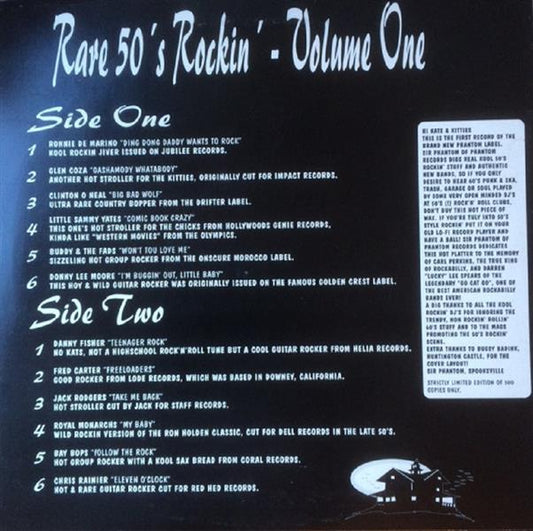 Rare 50's Rockin' - Volume One
Side One
1 RONNIE DE MARINO "DING DONG DADDY WANTS TO ROCK"
KOOL ROCKIN JIVER ISSUED ON JUBILEE RECORDS.
2 GLEN COZA "DASHAMODY WHATABODY"
ANOTHER HOT STROLLER FOR THE KITTIES, ORIGINALLY CUT FOR IMPACT RECORDS.
3 CLINTON O NEAL "BIG BAD WOLF"
ULTRA RARE COUNTRY BOPPER FROM THE DRIFTER LABEL.
4 LITTLE SAMMY YATES "COMIC BOOK CRAZY"
THIS ONE'S HOT STROLLER FOR THE CHICKS FROM HOLLYWOODS GENIE RECORDS,
KINDA LIKE "WESTERN MOVIES" FROM THE OLYMPICS.
5 BUDDY & THE FADS "WON'T YOU LOVE ME"
SIZZELING HOT GROUP ROCKER FROM THE OBSCURE MOROCCO LABEL.
6 DONNY LEE MOORE "I'M BUGGIN OUT, LITTLE BABY"
THIS HOY & WILD GUITAR ROCKER WAS ORIGINALLY ISSUED ON THE FAMOUS GOLDEN CREST LABEL.
Side Two
1 DANNY FISHER "TEENAGER ROCK"
NO KATS, NOT A HIGHSCHOOL ROCK'N'ROLL TUNE BUT A COOL GUITAR ROCKER FROM HELIA RECORDS.
2 FRED CARTER "FREELOADERS"
GOOD ROCKER FROM LODE RECORDS, WHICH WAS BASED IN DOWNEY, CALIFORNIA.
3 JACK RODGERS "TAKE ME BACK"
HOT STROLLER CUT BY JACK FOR STAFF RECORDS.
4 ROYAL MONARCHS "MY BABY"
WILD ROCKIN VERSION OF THE RON HOLDEN CLASSIC, CUT FOR DELL RECORDS IN THE LATE 50'S.
5 BAY BOPS "FOLLOW THE ROCK"
HOT GROUP ROCKER WITH A KOOL SAX BREAD FROM CORAL RECORDS.
6 CHRIS RAINIER "ELEVEN O'CLOCK"
HOT & RARE GUITAR ROCKER CUT FOR RED HED RECORDS.
HI KATS & KITTIES
THIS IS THE FIRST RECORD OF THE
BRAND NEW PHANTOM LABEL.
SIR PHANTOM OF PHANTOM
RECORDS DIGS REAL KOOL 50'S
ROCKIN' STUFF AND AUTHENTIC
NEW BANDS, SO IF YOU ONLY
DESIRE TO HEAR 60'S PUNK & SKA,
TRASH, GARAGE OR SOUL PLAYED
BY SOME VERY OPEN MINDED DJ'S
AT 50'S (!) ROCK'N' ROLL CLUBS,
DON'T BUY THIS HOT PIECE OF
WAX. IF YOU'RE TULY INTO 50'S
STYLE ROCKIN' PUT IT ON YOUR
OLD LO-FI RECORD PLAYER AND
HAVE A BALL! SIR PHANTOM OF
PHANTOM RECORDS DEDICATES
THIS HOT PLATTER TO THE MEMORY
OF CARL PERKINS, THE TRUE KING
OF ROCKABILLY, AND DARREN
"LUCKY" LEE SPEARS OF THE
LEGENDARY "GO CAT GO", ONE OF
THE BEST AMERICAN ROCKABILLY
BANDS EVER!
A BIG THANKS TO ALL THE KOOL
ROCKIN' DJ'S FOR IGNORING THE
TRENDY, NON ROCKIN' ROLLIN'
60'S STUFF AND TO THE MAGS
PROMOTING THE 50'S ROCKIN'
SCENE.
EXTRA THANKS TO BUGSY BADINK,
HUNTINGTON CASTLE, FOR THE
COVER LAYOUT!
SIR PHANTOM, SPOOKSVILLE
STRICTLY LIMITED EDITION OF 500
COPIES ONLY.